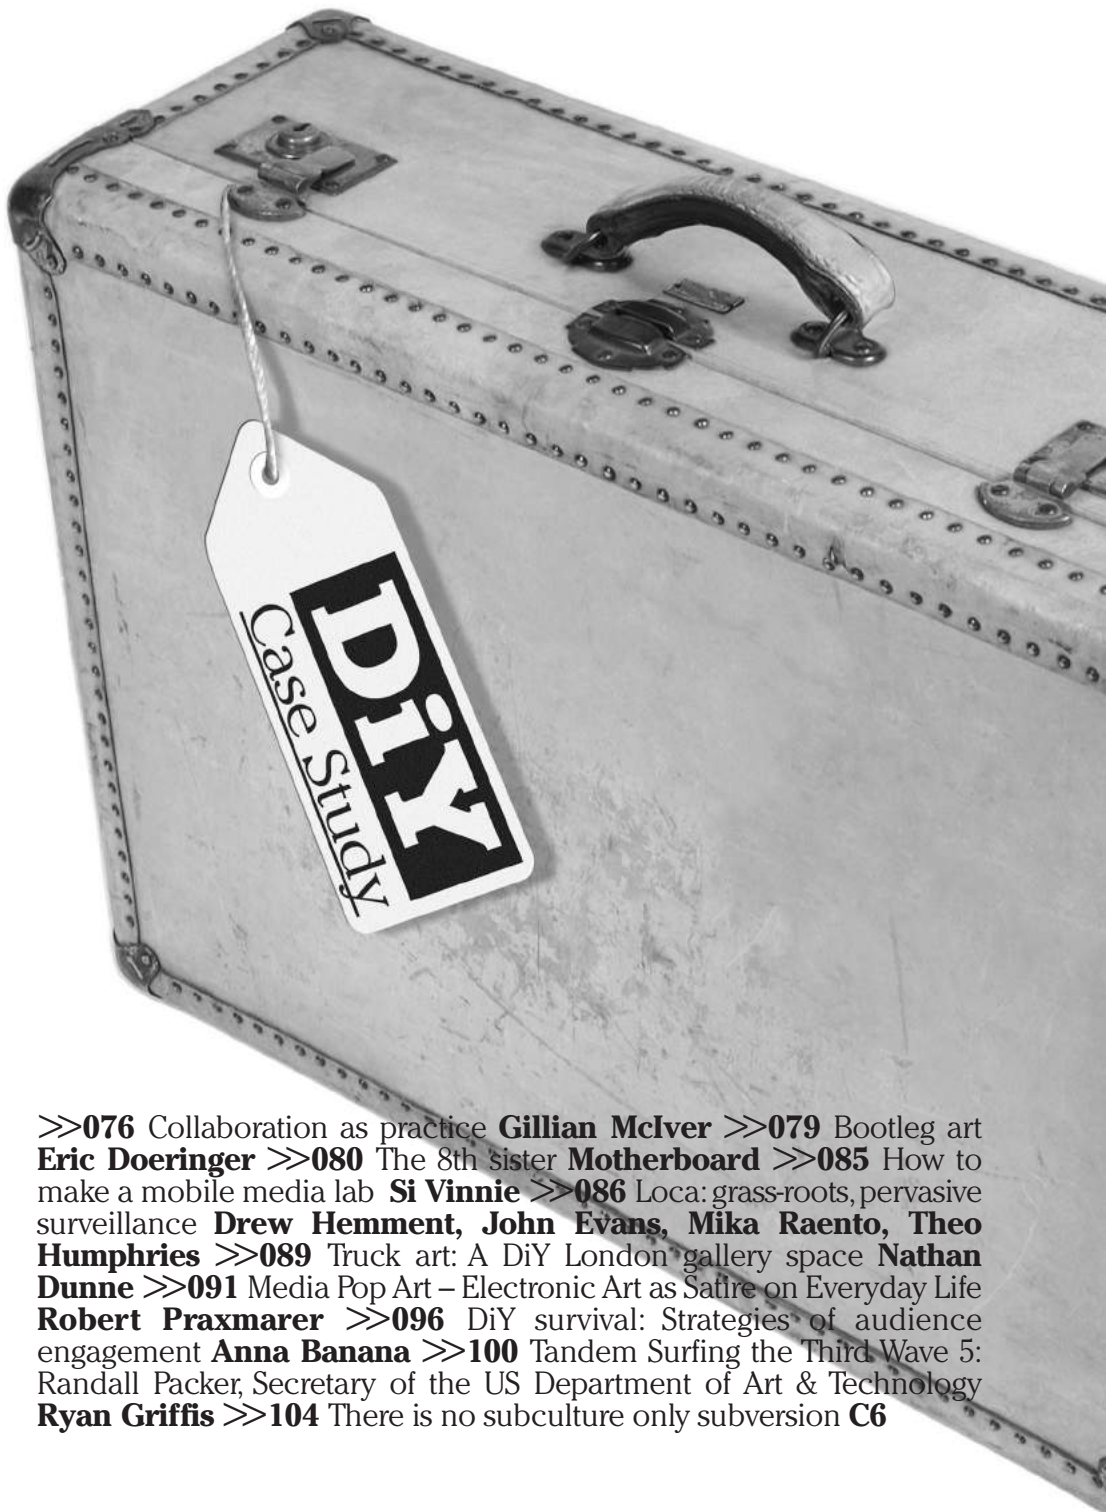 DiY
Case Study
>>076 Collaboration as practice Gillian McIver >>079 Bootleg art
Eric Doeringer >>080 The 8th sister Motherboard >>085 How to
make a mobile media lab Si Vinnie >>086 Loca: grass-roots, pervasive
surveillance Drew Hemment, John Evans, Mika Raento, Theo
Humphries >>089 Truck art: A DiY London gallery space Nathan
Dunne >>091 Media Pop Art – Electronic Art as Satire on Everyday Life
Robert Praxmarer >>096 DiY survival: Strategies of audience
engagement Anna Banana >>100 Tandem Surfing the Third Wave 5:
Randall Packer, Secretary of the US Department of Art & Technology
Ryan Griffis >>104 There is no subculture only subversion C6